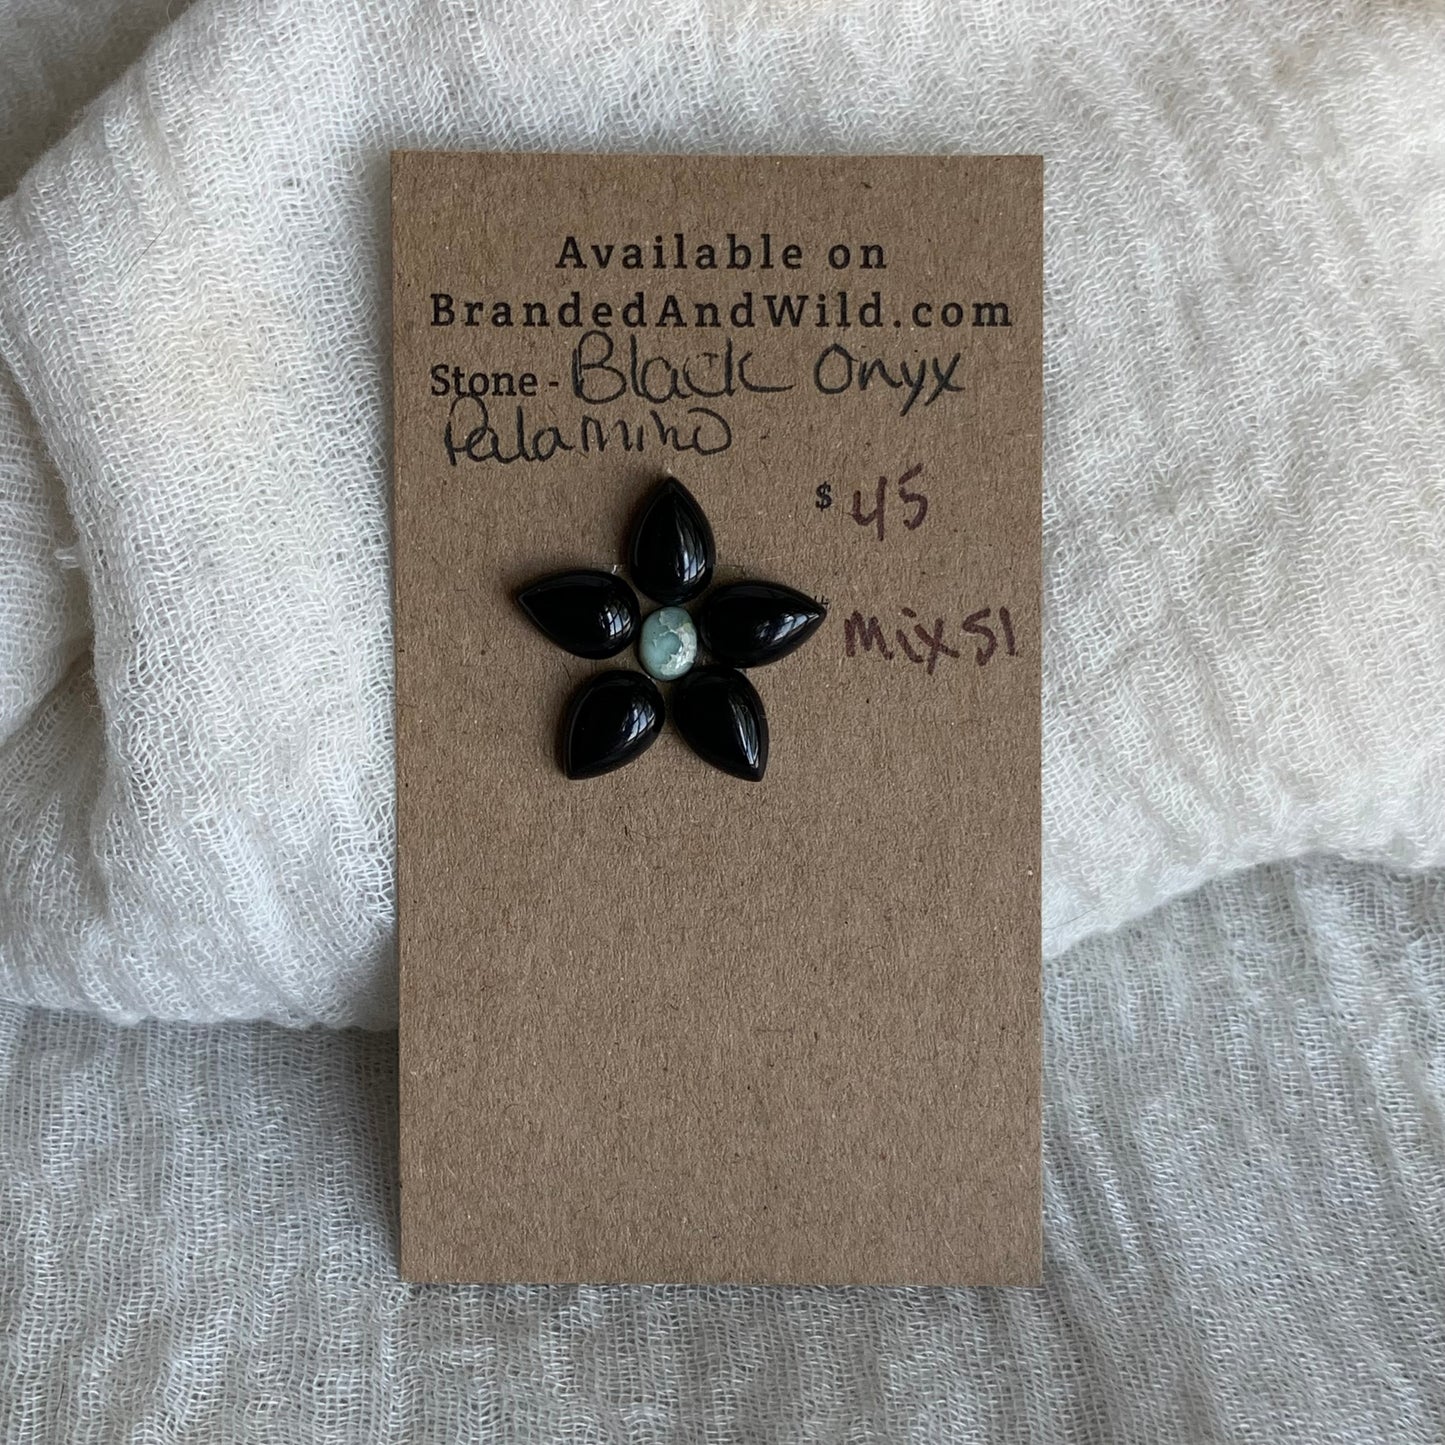 Available on
BrandedAndWild.com
Stone - Black Onyx
Palamino
$ 45
# Mix51